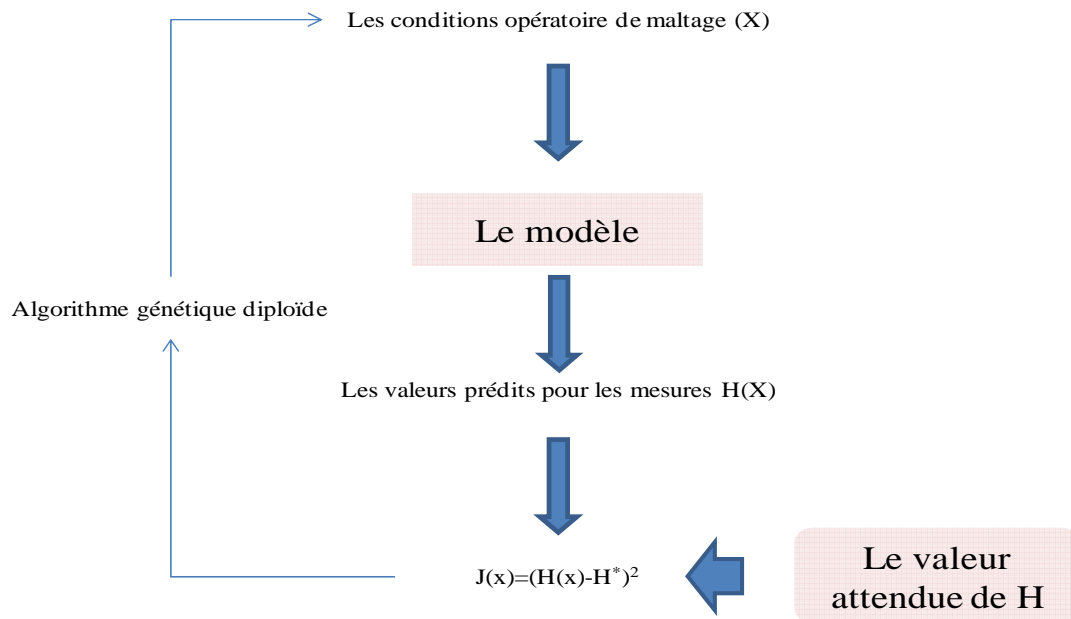 Les conditions opératoire de maltage (X)
Le modèle
Algorithme génétique diploïde
Les valeurs prédits pour les mesures H(X)
J(x)=(H(x)-H*)²
Le valeur
attendue de H